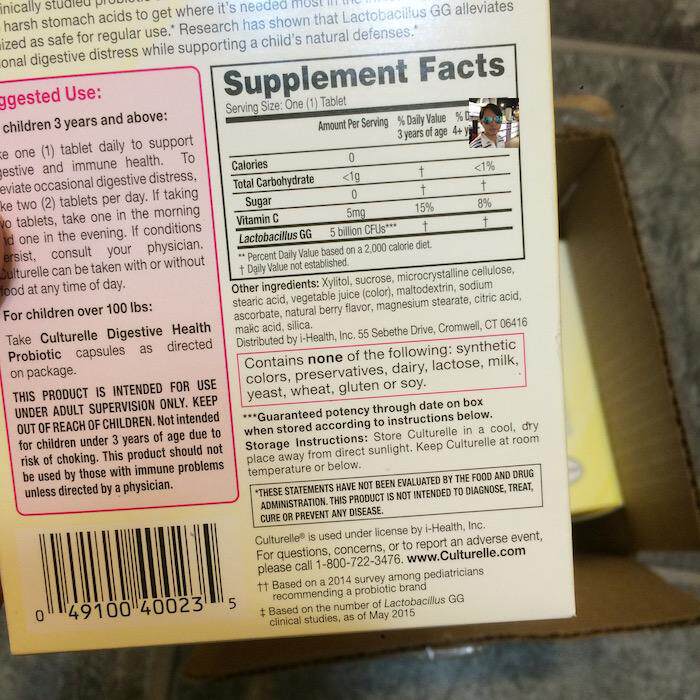 clinically studied
harsh stomach acids to get where it's needed most in
ized as safe for regular use.* Research has shown that Lactobacillus GG alleviates
onal digestive distress while supporting a child's natural defenses.*
ggested Use:
children 3 years and above:
ke one (1) tablet daily to support
gestive and immune health. To
eviate occasional digestive distress,
ke two (2) tablets per day. If taking
wo tablets, take one in the morning
nd one in the evening. If conditions
ersist, consult your physician.
Culturelle can be taken with or without
food at any time of day.
For children over 100 lbs:
Take Culturelle Digestive Health
Probiotic capsules as directed
on package.
THIS PRODUCT IS INTENDED FOR USE
UNDER ADULT SUPERVISION ONLY. KEEP
OUT OF REACH OF CHILDREN. Not intended
for children under 3 years of age due to
risk of choking. This product should not
be used by those with immune problems
unless directed by a physician.
0 49100 40023 5
Supplement Facts
Serving Size: One (1) Tablet
Amount Per Serving % Daily Value % D
3 years of age 4+ y
Calories 0
Total Carbohydrate <1g † <1%
Sugar 0 † †
Vitamin C 5mg 15% 8%
Lactobacillus GG 5 billion CFUs*** † †
** Percent Daily Value based on a 2,000 calorie diet.
† Daily Value not established.
Other ingredients: Xylitol, sucrose, microcrystalline cellulose,
stearic acid, vegetable juice (color), maltodextrin, sodium
ascorbate, natural berry flavor, magnesium stearate, citric acid,
malic acid, silica.
Distributed by i-Health, Inc. 55 Sebethe Drive, Cromwell, CT 06416
Contains none of the following: synthetic
colors, preservatives, dairy, lactose, milk,
yeast, wheat, gluten or soy.
***Guaranteed potency through date on box
when stored according to instructions below.
Storage Instructions: Store Culturelle in a cool, dry
place away from direct sunlight. Keep Culturelle at room
temperature or below.
*THESE STATEMENTS HAVE NOT BEEN EVALUATED BY THE FOOD AND DRUG
ADMINISTRATION. THIS PRODUCT IS NOT INTENDED TO DIAGNOSE, TREAT,
CURE OR PREVENT ANY DISEASE.
Culturelle® is used under license by i-Health, Inc.
For questions, concerns, or to report an adverse event,
please call 1-800-722-3476. www.Culturelle.com
†† Based on a 2014 survey among pediatricians
recommending a probiotic brand
‡ Based on the number of Lactobacillus GG
clinical studies, as of May 2015